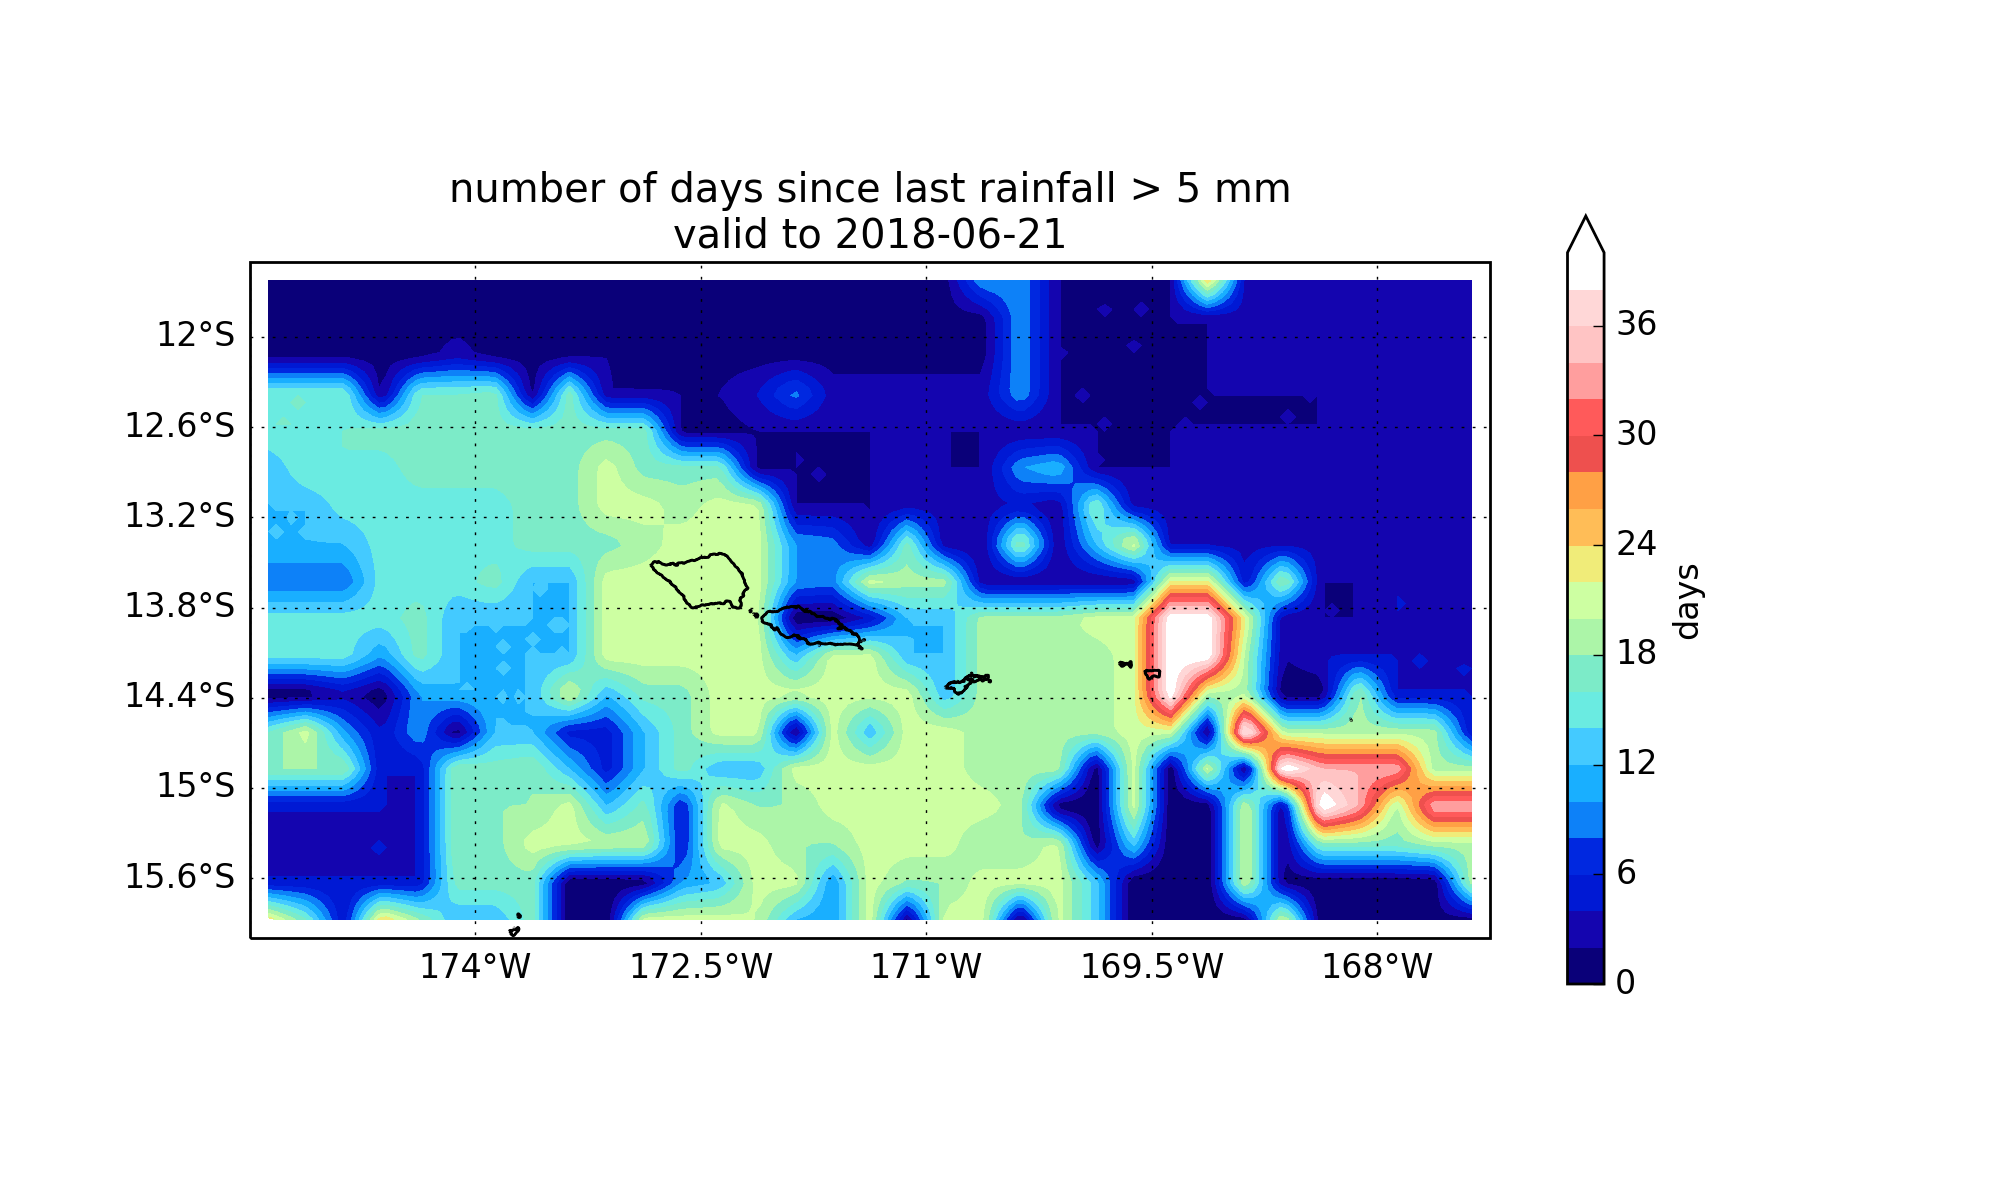 number of days since last rainfall > 5 mm
valid to 2018-06-21
12°S
12.6°S
13.2°S
13.8°S
14.4°S
15°S
15.6°S
174°W
172.5°W
171°W
169.5°W
168°W
36
30
24
18
12
6
0
days